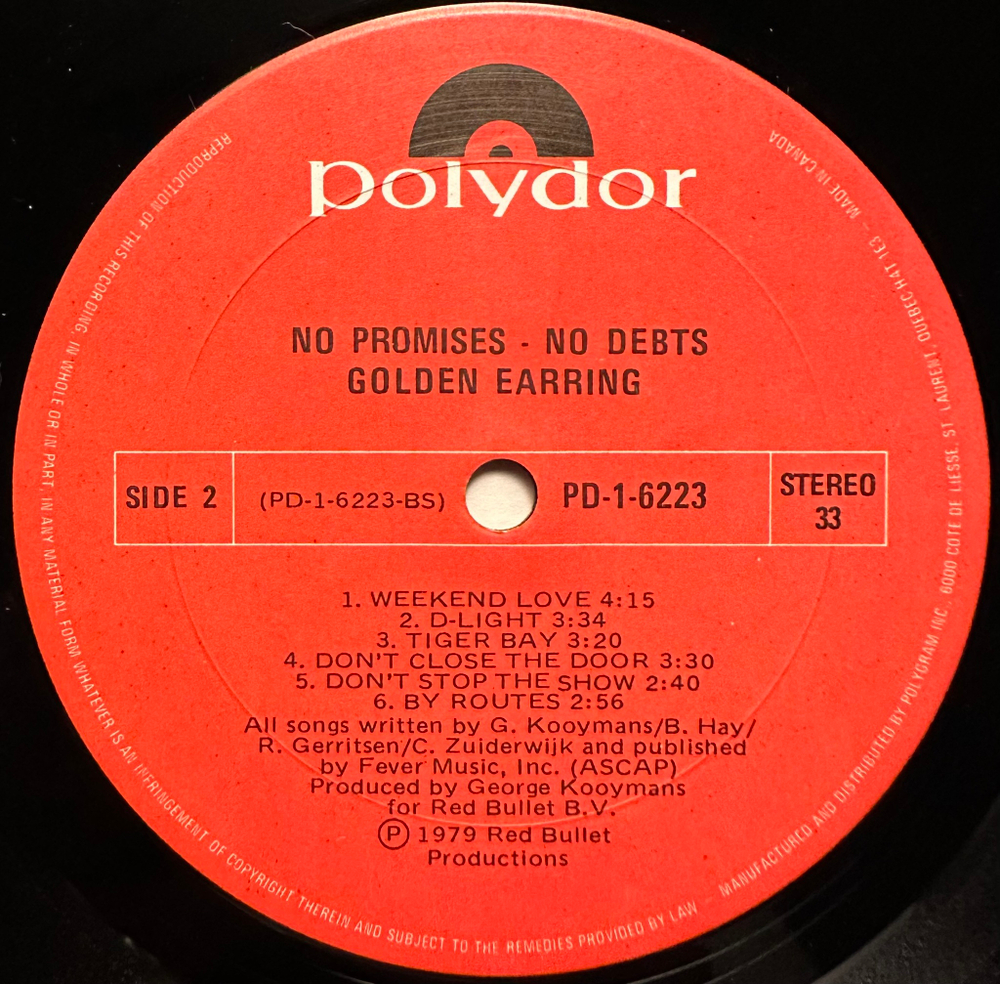 polydor
NO PROMISES - NO DEBTS
GOLDEN EARRING
SIDE 2
(PD-1-6223-BS)
PD-1-6223
STEREO
33
1. WEEKEND LOVE 4:15
2. D-LIGHT 3:34
3. TIGER BAY 3:20
4. DON'T CLOSE THE DOOR 3:30
5. DON'T STOP THE SHOW 2:40
6. BY ROUTES 2:56
All songs written by G. Kooymans/B. Hay/
R. Gerritsen/C. Zuiderwijk and published
by Fever Music, Inc. (ASCAP)
Produced by George Kooymans
for Red Bullet B.V.
Ⓟ 1979 Red Bullet
Productions
REPRODUCTION OF THIS RECORDING, IN WHOLE OR IN PART, IN ANY MATERIAL FORM WHATEVER IS AN INFRINGEMENT OF COPYRIGHT THEREIN AND SUBJECT TO THE REMEDIES PROVIDED BY LAW – MANUFACTURED AND DISTRIBUTED BY POLYGRAM INC. 6000 COTE DE LIESSE, ST. LAURENT, QUEBEC H4T 1E3 – MADE IN CANADA